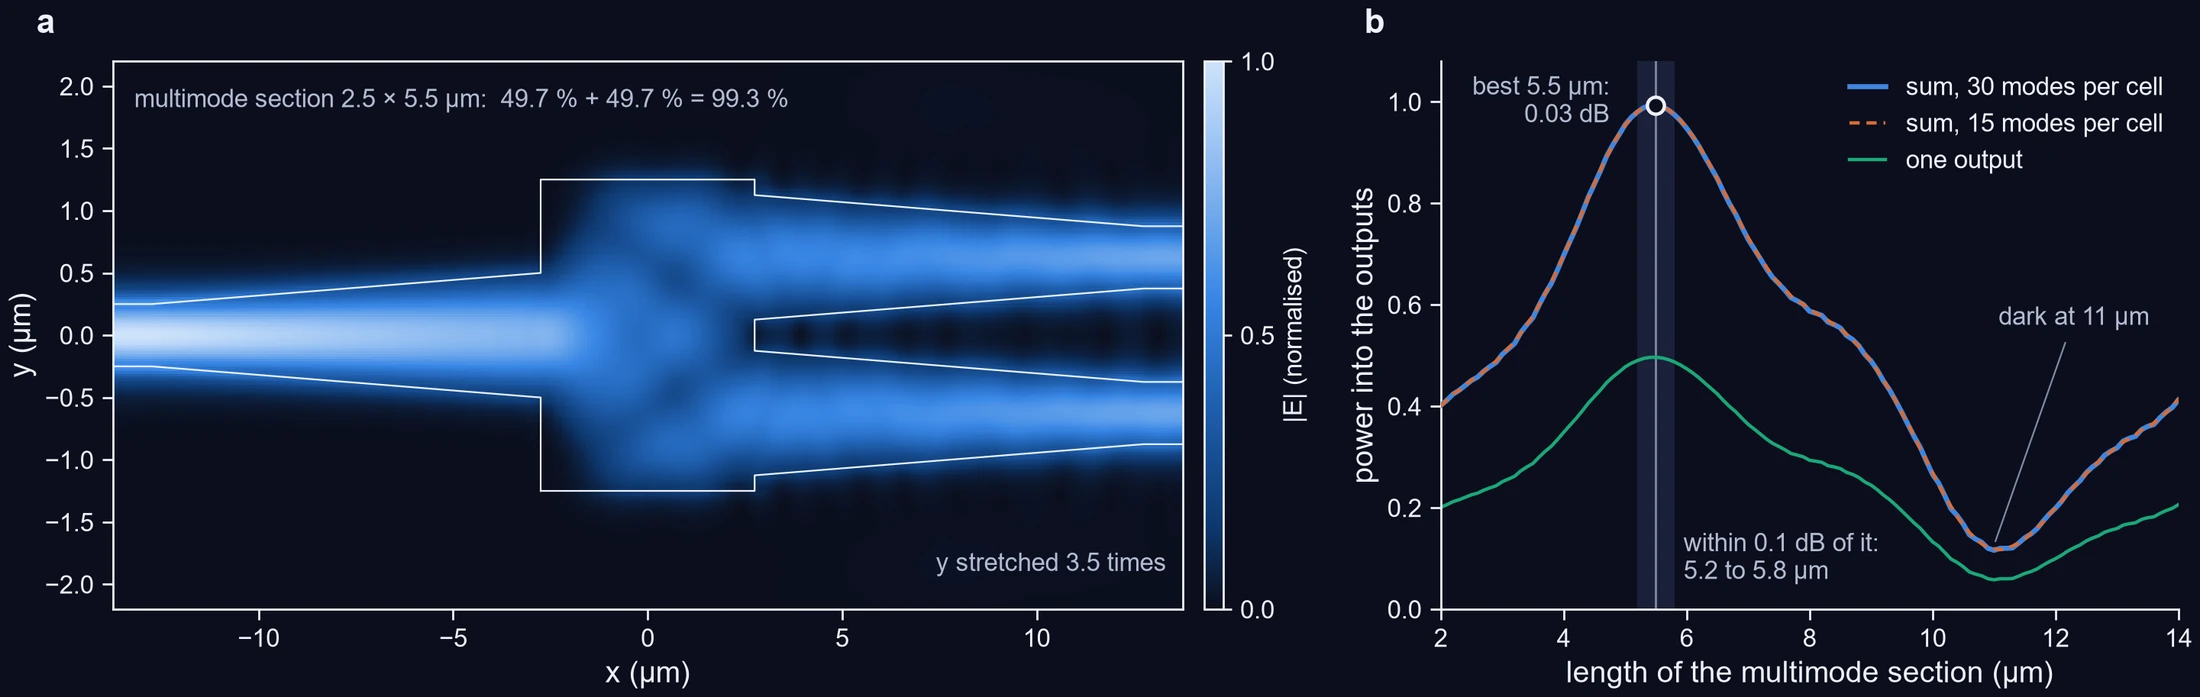 a
multimode section 2.5 × 5.5 µm: 49.7 % + 49.7 % = 99.3 %
y stretched 3.5 times
2.0
1.5
1.0
0.5
0.0
−0.5
−1.0
−1.5
−2.0
y (µm)
−10
−5
0
5
10
x (µm)
1.0
0.5
0.0
|E| (normalised)
b
best 5.5 µm:
0.03 dB
sum, 30 modes per cell
sum, 15 modes per cell
one output
dark at 11 µm
within 0.1 dB of it:
5.2 to 5.8 µm
1.0
0.8
0.6
0.4
0.2
0.0
power into the outputs
2
4
6
8
10
12
14
length of the multimode section (µm)